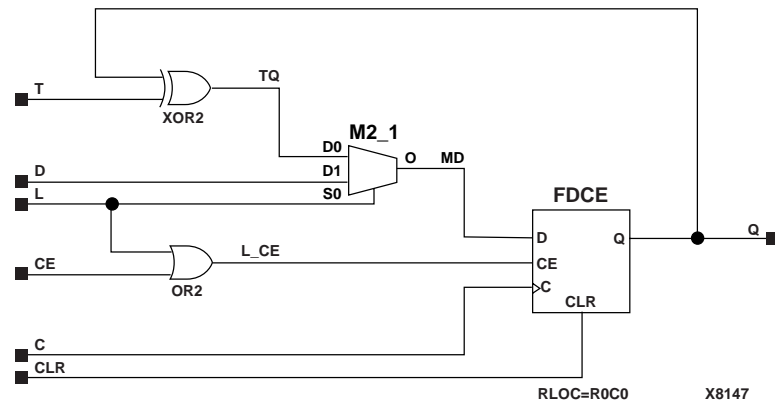 T
TQ
XOR2
M2_1
D0
O
MD
D
D1
L
S0
FDCE
D
Q
Q
CE
L_CE
CE
OR2
C
CLR
C
CLR
RLOC=R0C0
X8147